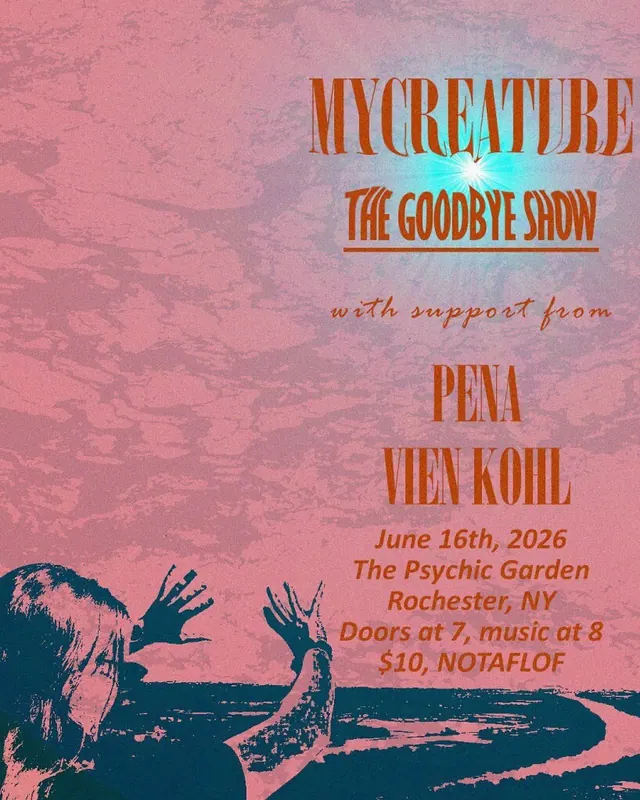 MYCREATURE
THE GOODBYE SHOW
with support from
PENA
VIEN KOHL
June 16th, 2026
The Psychic Garden
Rochester, NY
Doors at 7, music at 8
$10, NOTAFLOF